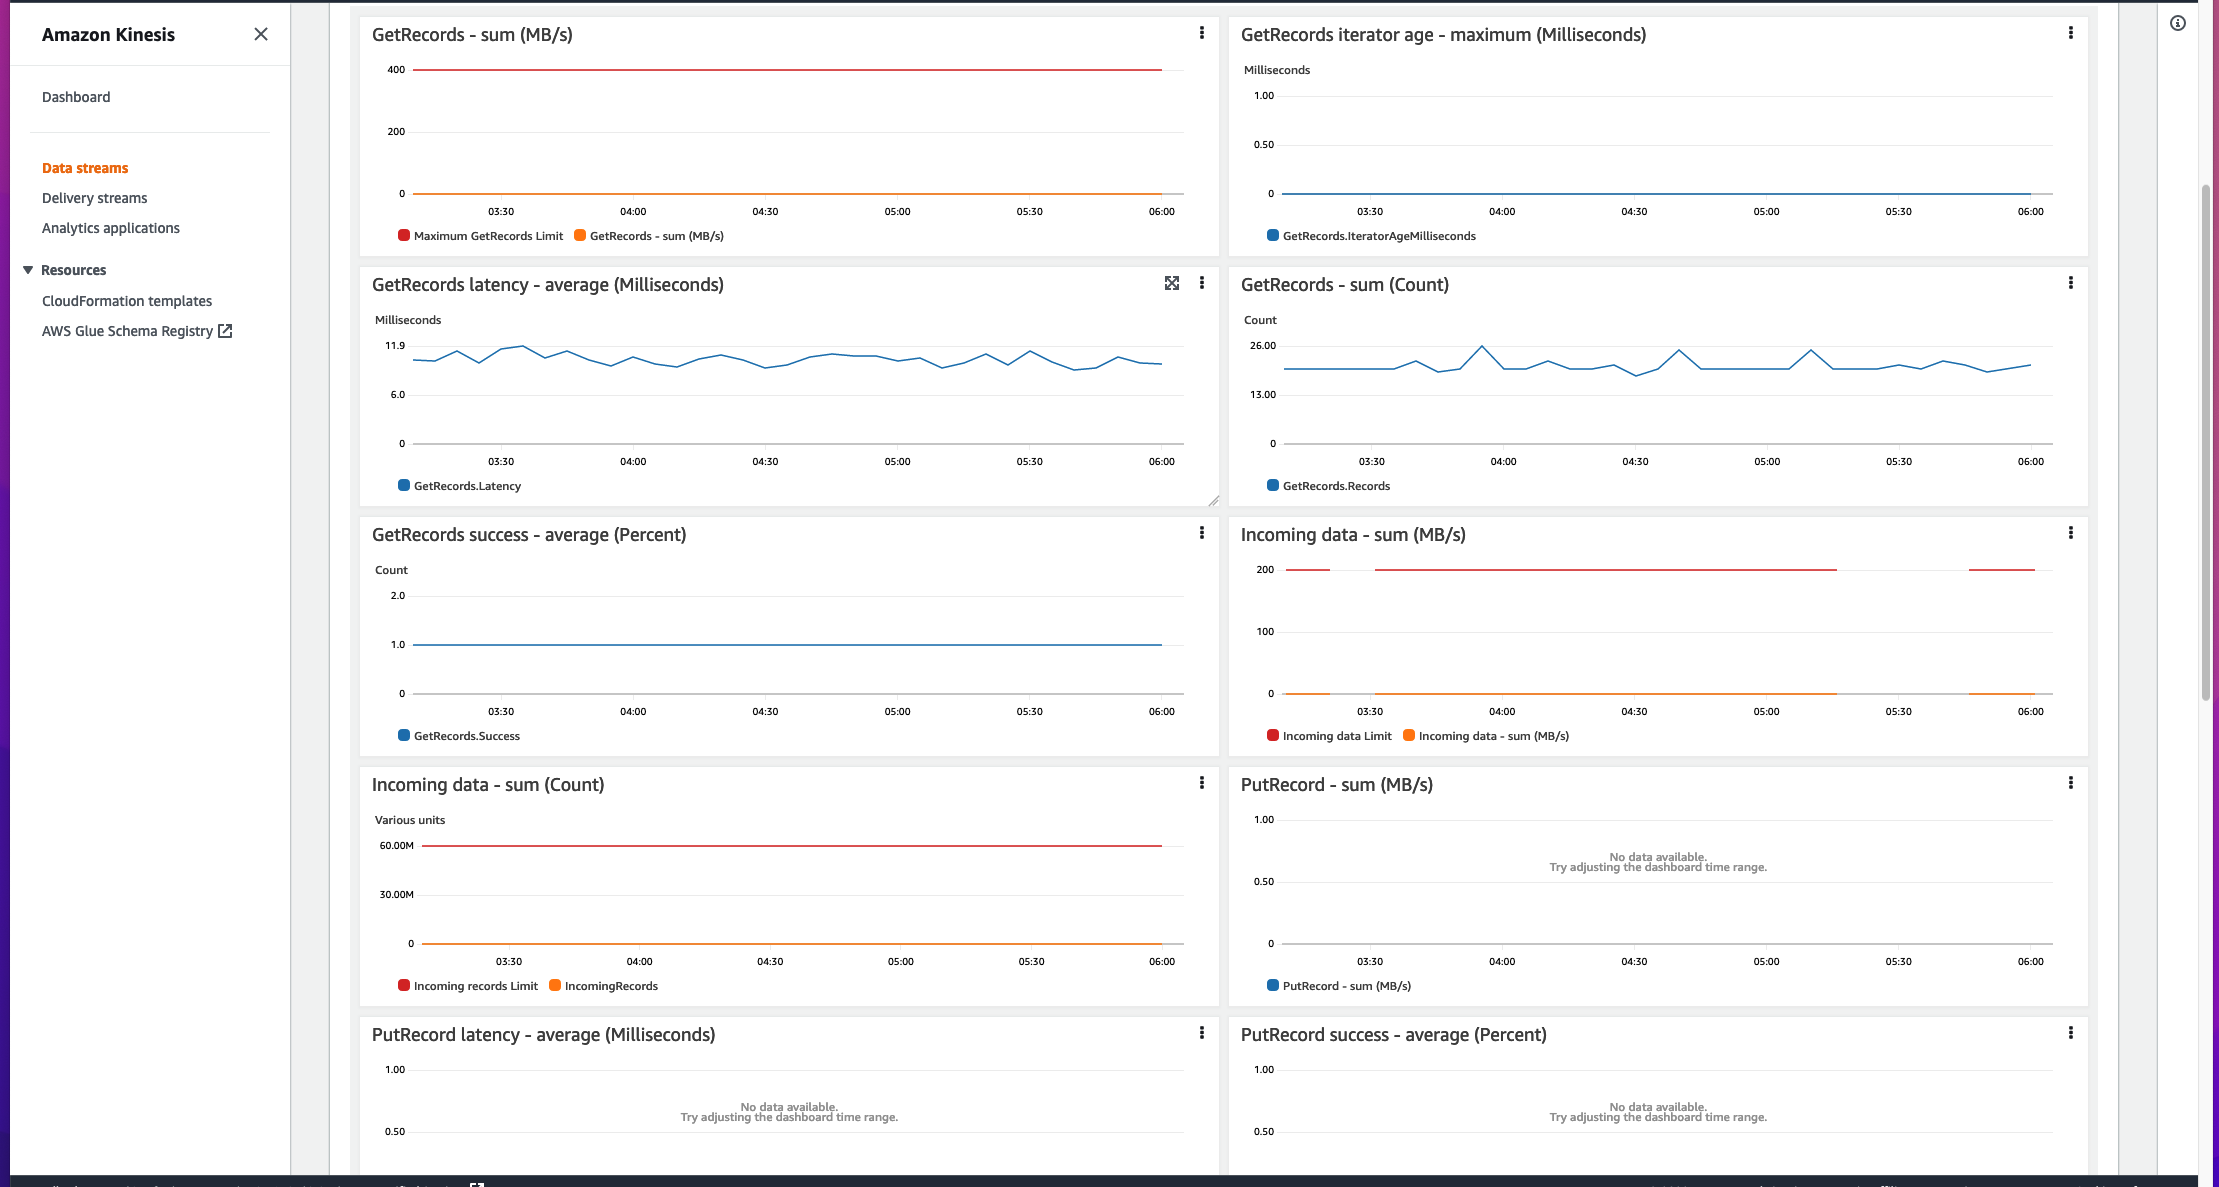 Amazon Kinesis
Dashboard
Data streams
Delivery streams
Analytics applications
Resources
CloudFormation templates
AWS Glue Schema Registry
GetRecords - sum (MB/s)
400
200
0
03:30 04:00 04:30 05:00 05:30 06:00
Maximum GetRecords Limit GetRecords - sum (MB/s)
GetRecords iterator age - maximum (Milliseconds)
Milliseconds
1.00
0.50
0
03:30 04:00 04:30 05:00 05:30 06:00
GetRecords.IteratorAgeMilliseconds
GetRecords latency - average (Milliseconds)
Milliseconds
11.9
6.0
0
03:30 04:00 04:30 05:00 05:30 06:00
GetRecords.Latency
GetRecords - sum (Count)
Count
26.00
13.00
0
03:30 04:00 04:30 05:00 05:30 06:00
GetRecords.Records
GetRecords success - average (Percent)
Count
2.0
1.0
0
03:30 04:00 04:30 05:00 05:30 06:00
GetRecords.Success
Incoming data - sum (MB/s)
200
100
0
03:30 04:00 04:30 05:00 05:30 06:00
Incoming data Limit Incoming data - sum (MB/s)
Incoming data - sum (Count)
Various units
60.00M
30.00M
0
03:30 04:00 04:30 05:00 05:30 06:00
Incoming records Limit IncomingRecords
PutRecord - sum (MB/s)
1.00
No data available.
Try adjusting the dashboard time range.
0.50
0
03:30 04:00 04:30 05:00 05:30 06:00
PutRecord - sum (MB/s)
PutRecord latency - average (Milliseconds)
1.00
No data available.
Try adjusting the dashboard time range.
0.50
PutRecord success - average (Percent)
1.00
No data available.
Try adjusting the dashboard time range.
0.50